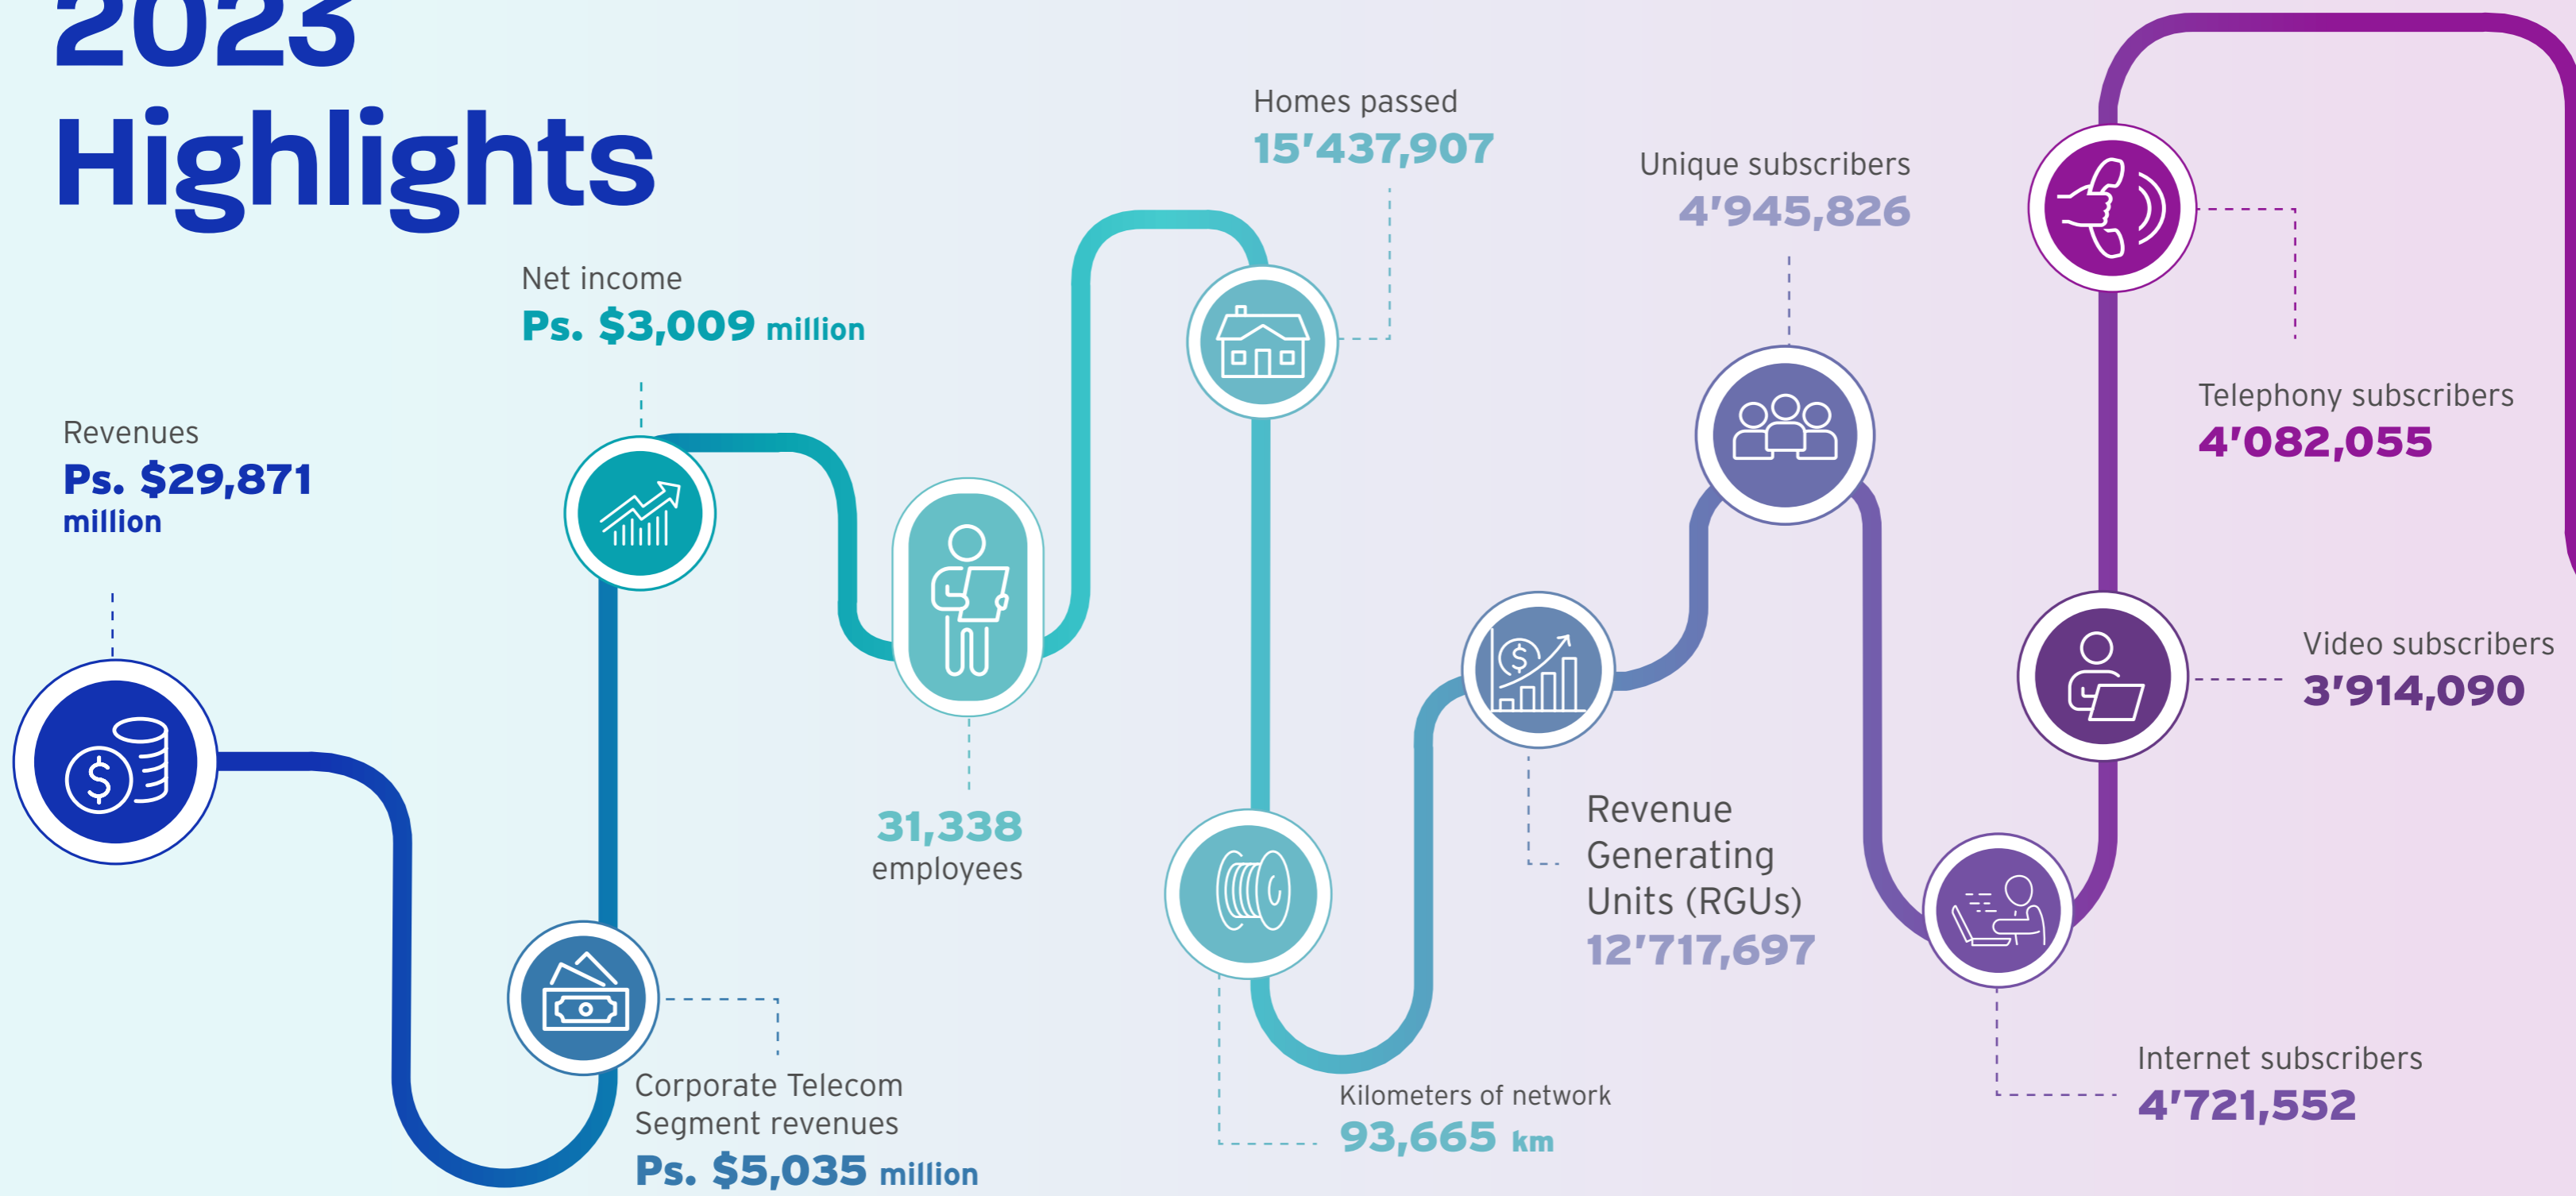 2023
Highlights
Revenues
Ps. $29,871
million
Net income
Ps. $3,009 million
Corporate Telecom
Segment revenues
Ps. $5,035 million
31,338
employees
Homes passed
15’437,907
Kilometers of network
93,665 km
Revenue
Generating
Units (RGUs)
12’717,697
Unique subscribers
4’945,826
Internet subscribers
4’721,552
Video subscribers
3’914,090
Telephony subscribers
4’082,055